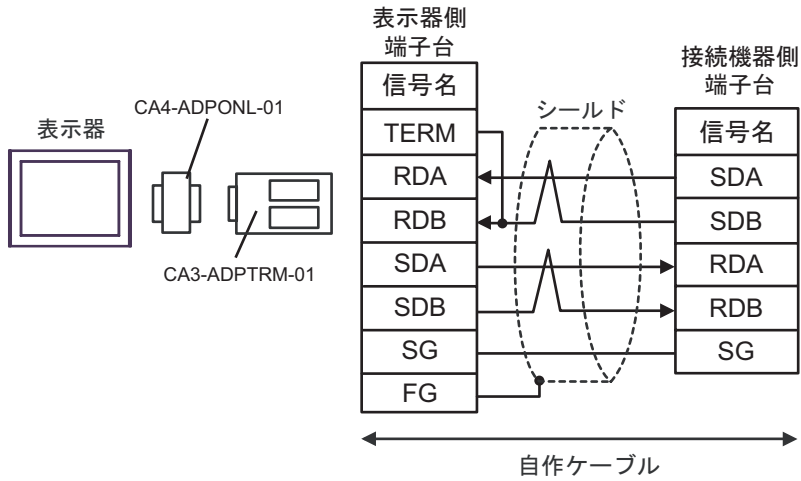 表示器
CA4-ADPONL-01
CA3-ADPTRM-01
表示器側
端子台
信号名
TERM
RDA
RDB
SDA
SDB
SG
FG
シールド
接続機器側
端子台
信号名
SDA
SDB
RDA
RDB
SG
自作ケーブル